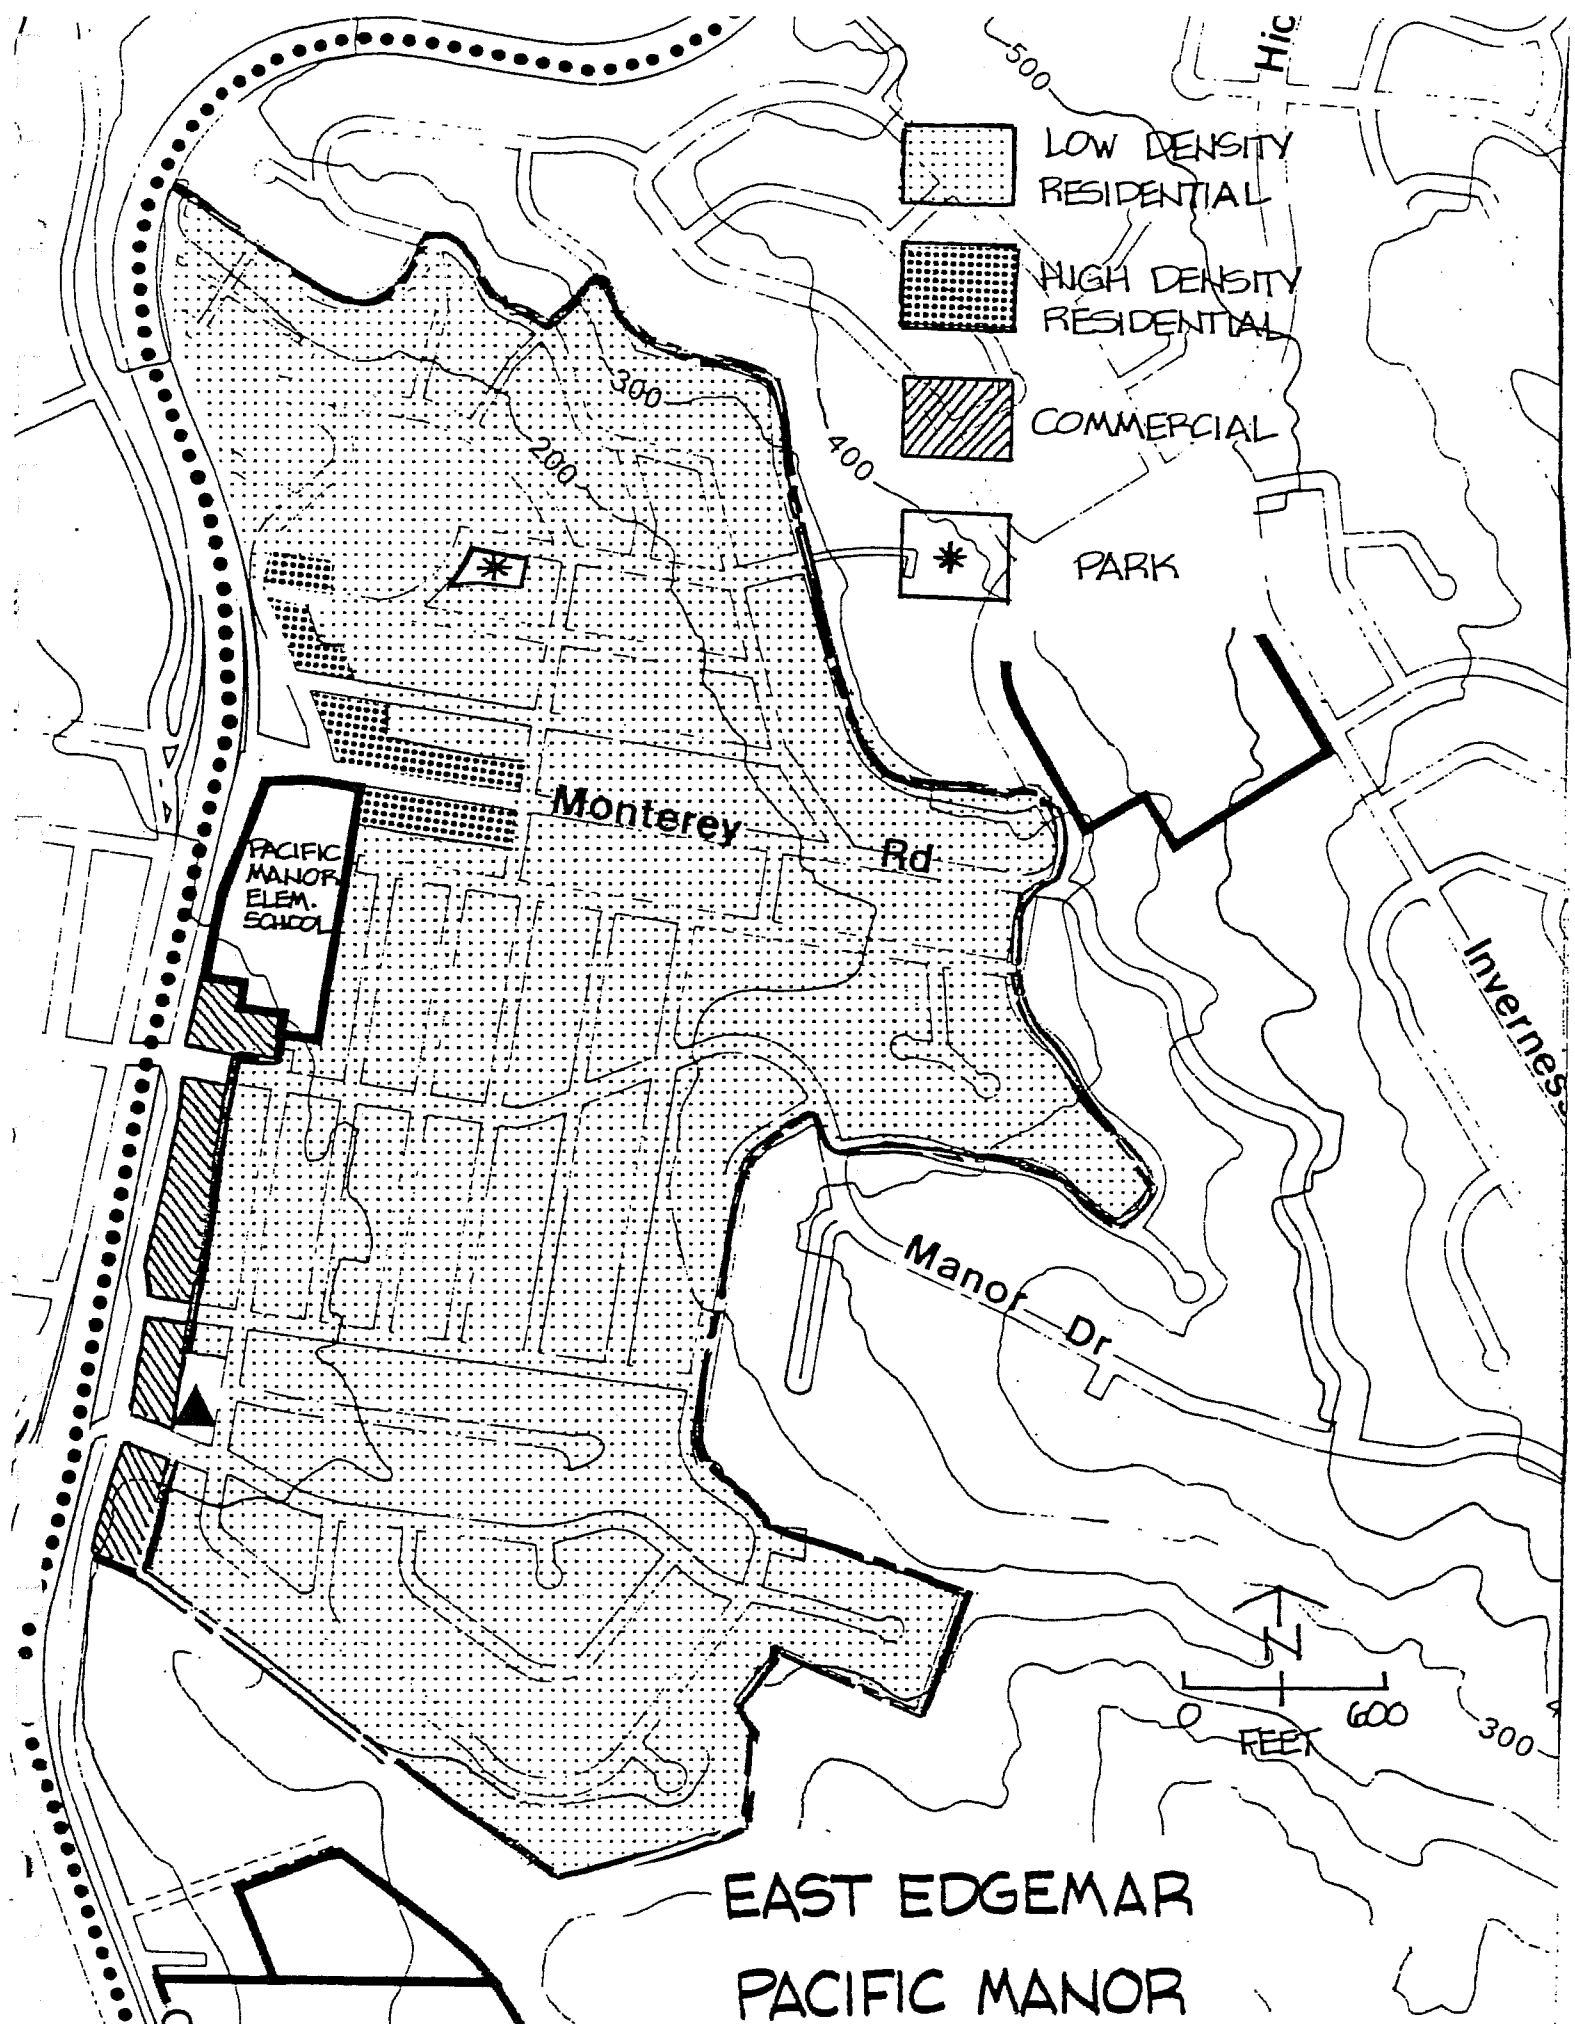 Hic
500
LOW DENSITY
RESIDENTIAL
HIGH DENSITY
RESIDENTIAL
300
200
400
COMMERCIAL
PARK
Monterey
Rd
PACIFIC
MANOR
ELEM.
SCHOOL
Inverness
Manor Dr
N
0 600
FEET
300
EAST EDGEMAR
PACIFIC MANOR